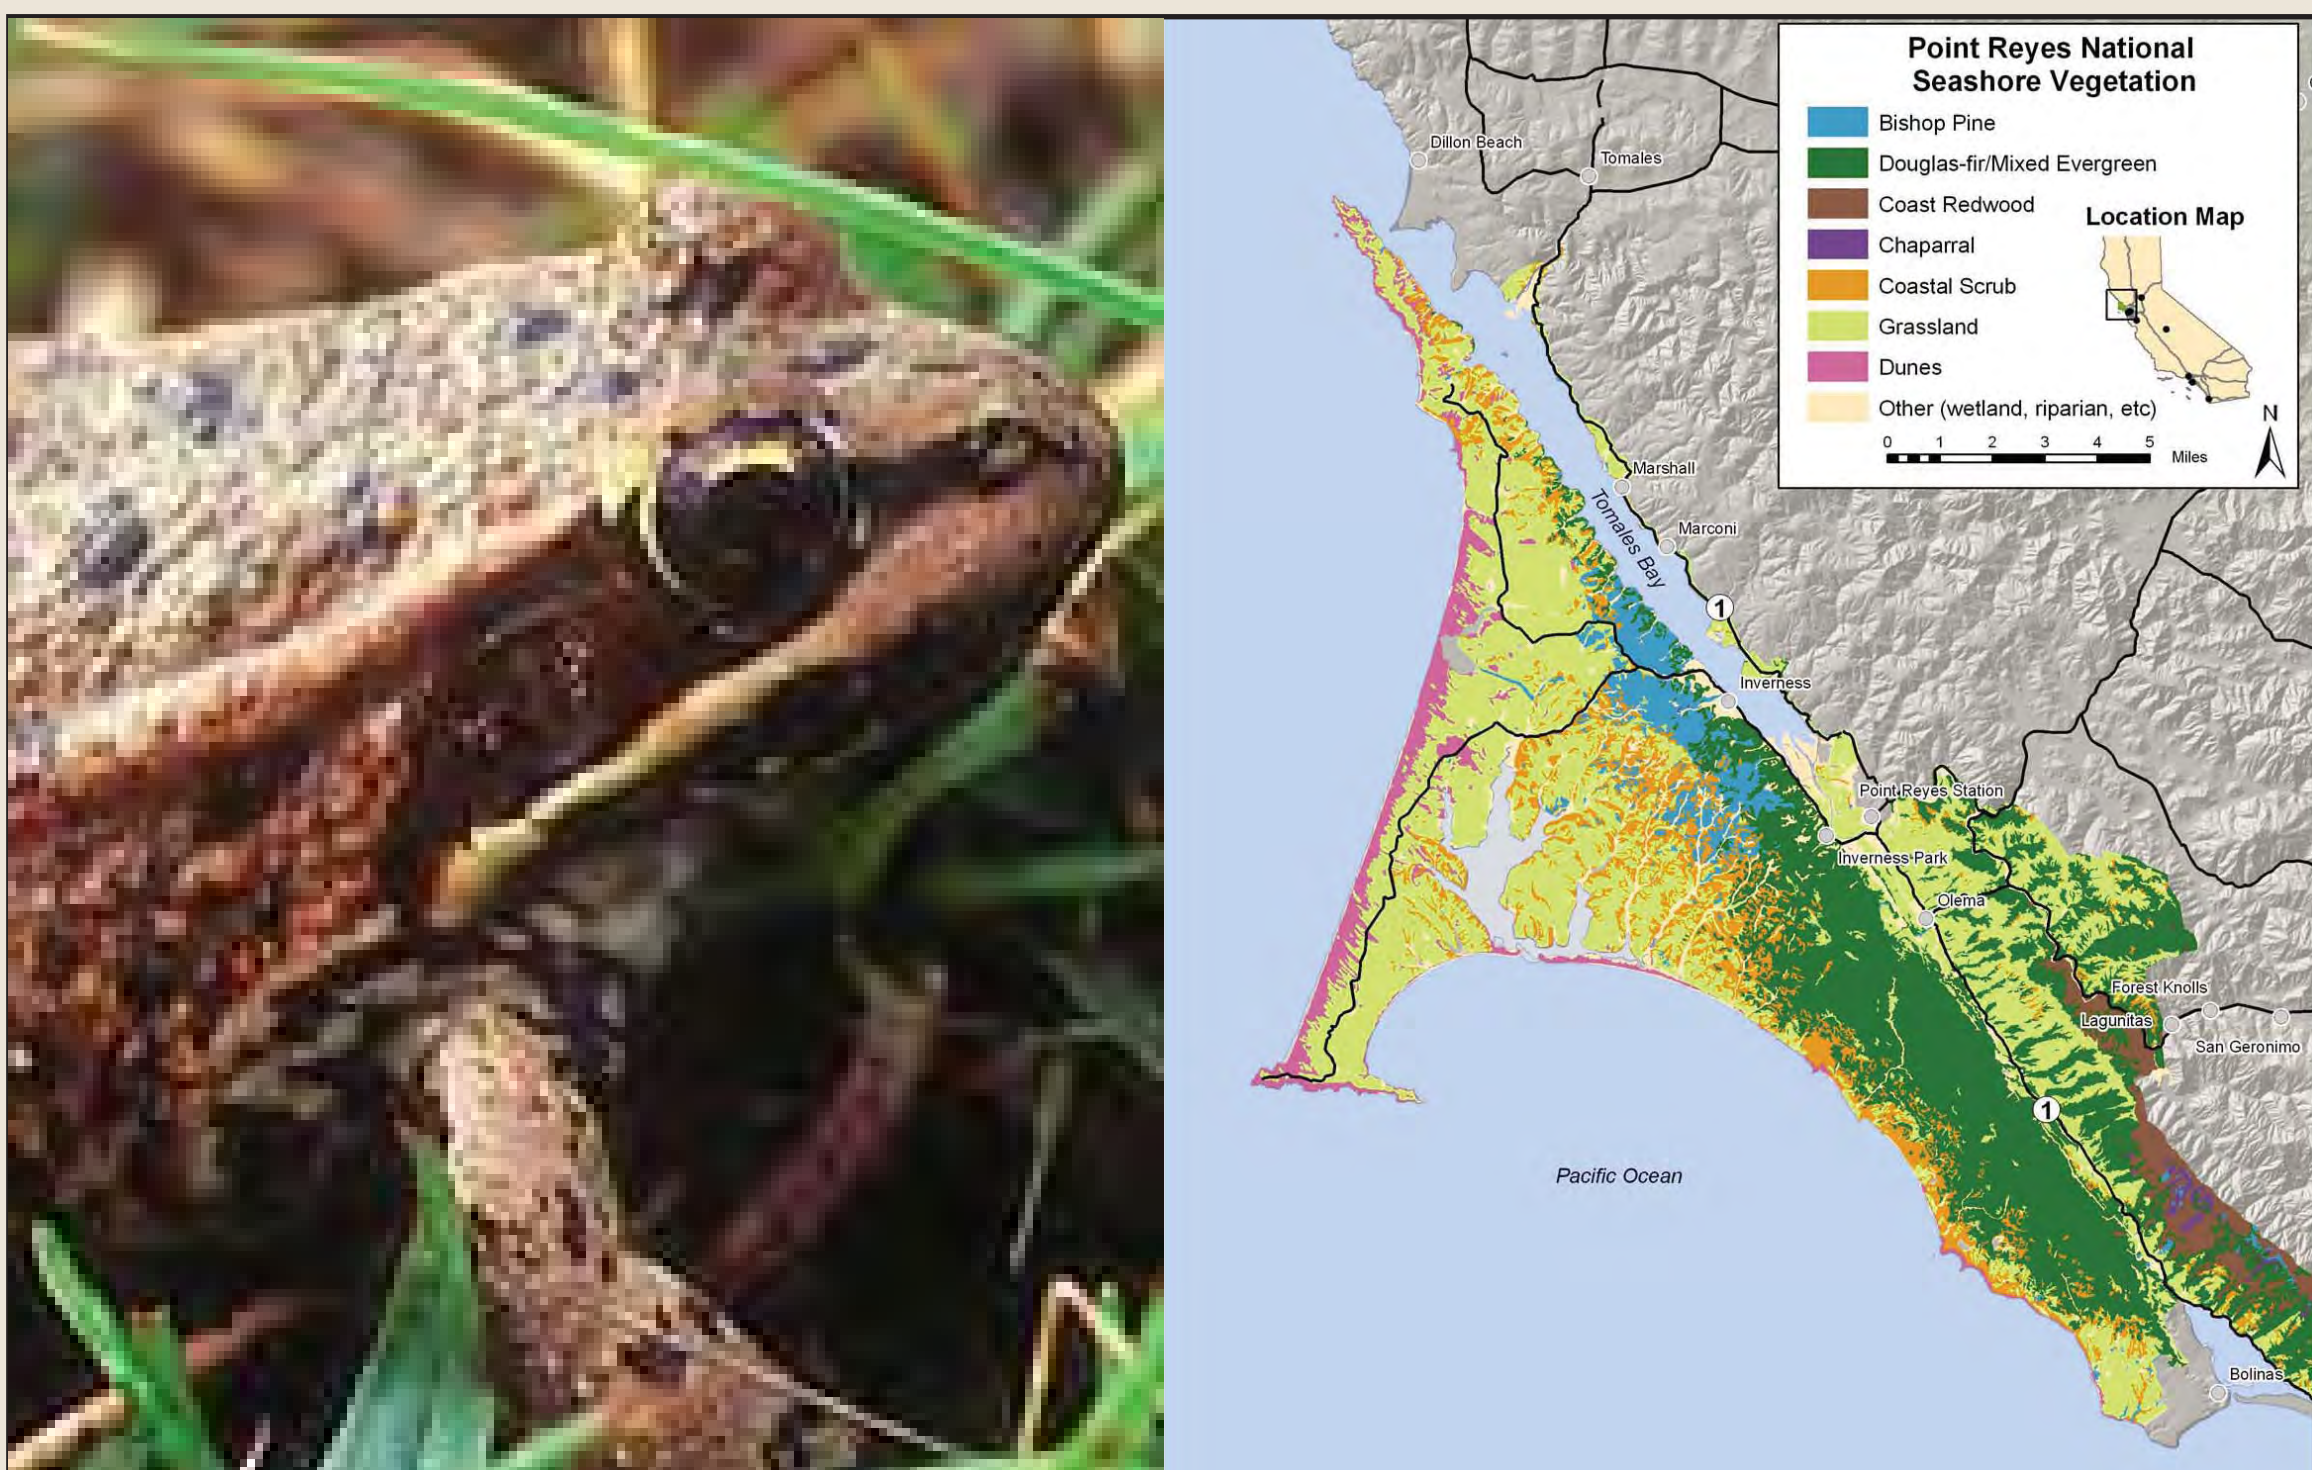 Point Reyes National
Seashore Vegetation
Bishop Pine
Douglas-fir/Mixed Evergreen
Coast Redwood
Chaparral
Coastal Scrub
Grassland
Dunes
Other (wetland, riparian, etc)
Location Map
N
0 1 2 3 4 5 Miles
Dillon Beach
Tomales
Marshall
Tomales Bay
Marconi
1
Inverness
Point Reyes Station
Inverness Park
Olema
Forest Knolls
Lagunitas
San Geronimo
1
Pacific Ocean
Bolinas